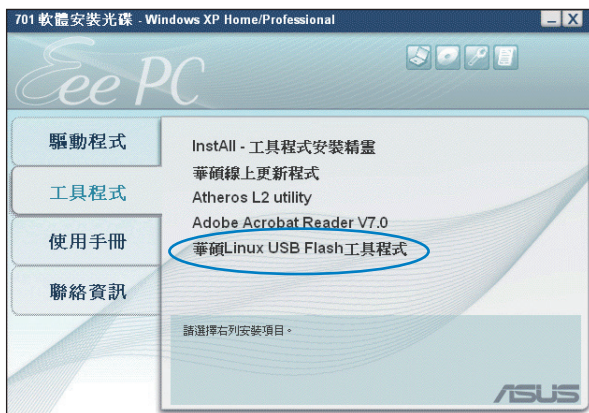 701 軟體安裝光碟 - Windows XP Home/Professional
Eee PC
驅動程式
工具程式
使用手冊
聯絡資訊
InstAll - 工具程式安裝精靈
華碩線上更新程式
Atheros L2 utility
Adobe Acrobat Reader V7.0
華碩Linux USB Flash工具程式
請選擇右列安裝項目。
ASUS